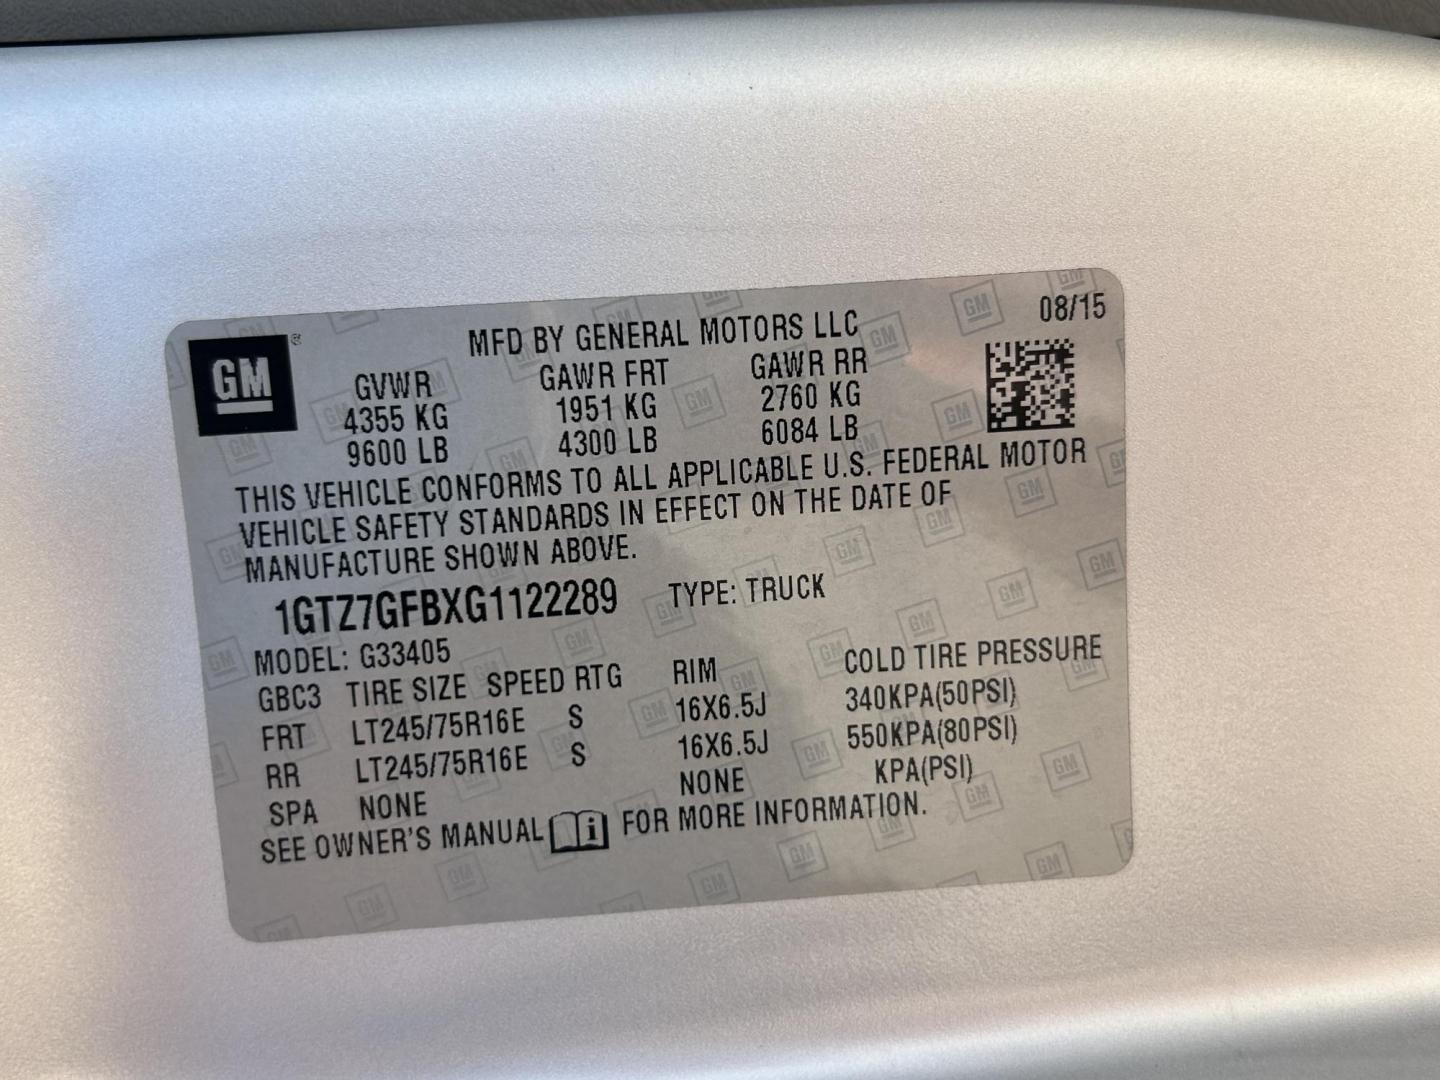 08/15
GM®
MFD BY GENERAL MOTORS LLC
GVWR GAWR FRT GAWR RR
4355 KG 1951 KG 2760 KG
9600 LB 4300 LB 6084 LB
THIS VEHICLE CONFORMS TO ALL APPLICABLE U.S. FEDERAL MOTOR
VEHICLE SAFETY STANDARDS IN EFFECT ON THE DATE OF
MANUFACTURE SHOWN ABOVE.
1GTZ7GFBXG1122289 TYPE: TRUCK
MODEL: G33405
GBC3 TIRE SIZE SPEED RTG RIM COLD TIRE PRESSURE
FRT LT245/75R16E S 16X6.5J 340KPA(50PSI)
RR LT245/75R16E S 16X6.5J 550KPA(80PSI)
SPA NONE NONE KPA(PSI)
SEE OWNER'S MANUAL i FOR MORE INFORMATION.